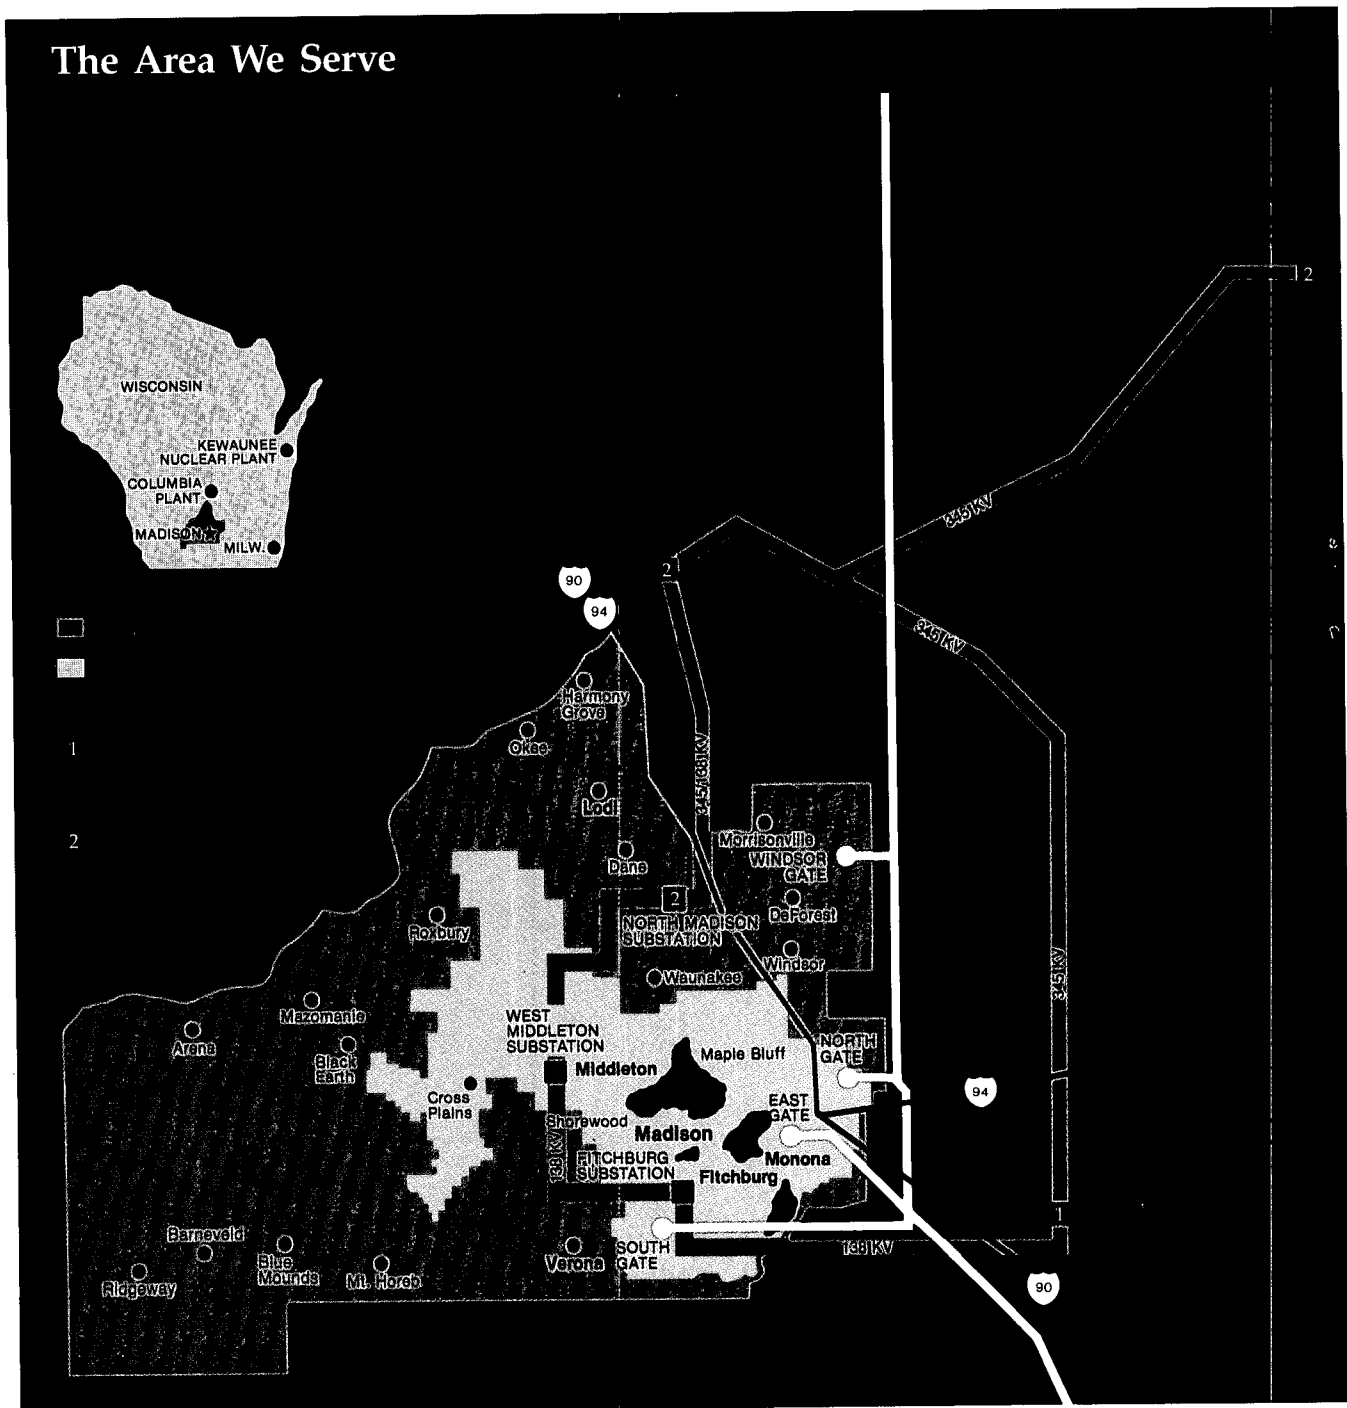 The Area We Serve
2
WISCONSIN
KEWAUNEE
NUCLEAR PLANT
COLUMBIA
PLANT
MADISON
MILW.
345 KV
90
2
94
345 KV
Harmony
Grove
Okee
1
345/138 KV
Lodi
2
Morrisonville
WINDSOR
GATE
Dane
2
DeForest
Roxbury
NORTH MADISON
SUBSTATION
Windsor
Waunakee
345 KV
Mazomanie
WEST
MIDDLETON
SUBSTATION
Arena
NORTH
GATE
Black
Earth
Maple Bluff
Middleton
94
Cross
Plains
EAST
GATE
Shorewood
Madison
138 KV
FITCHBURG
SUBSTATION
Monona
Fitchburg
1
Barneveld
SOUTH
GATE
138 KV
Blue
Mounds
Verona
Mt. Horeb
Ridgeway
90